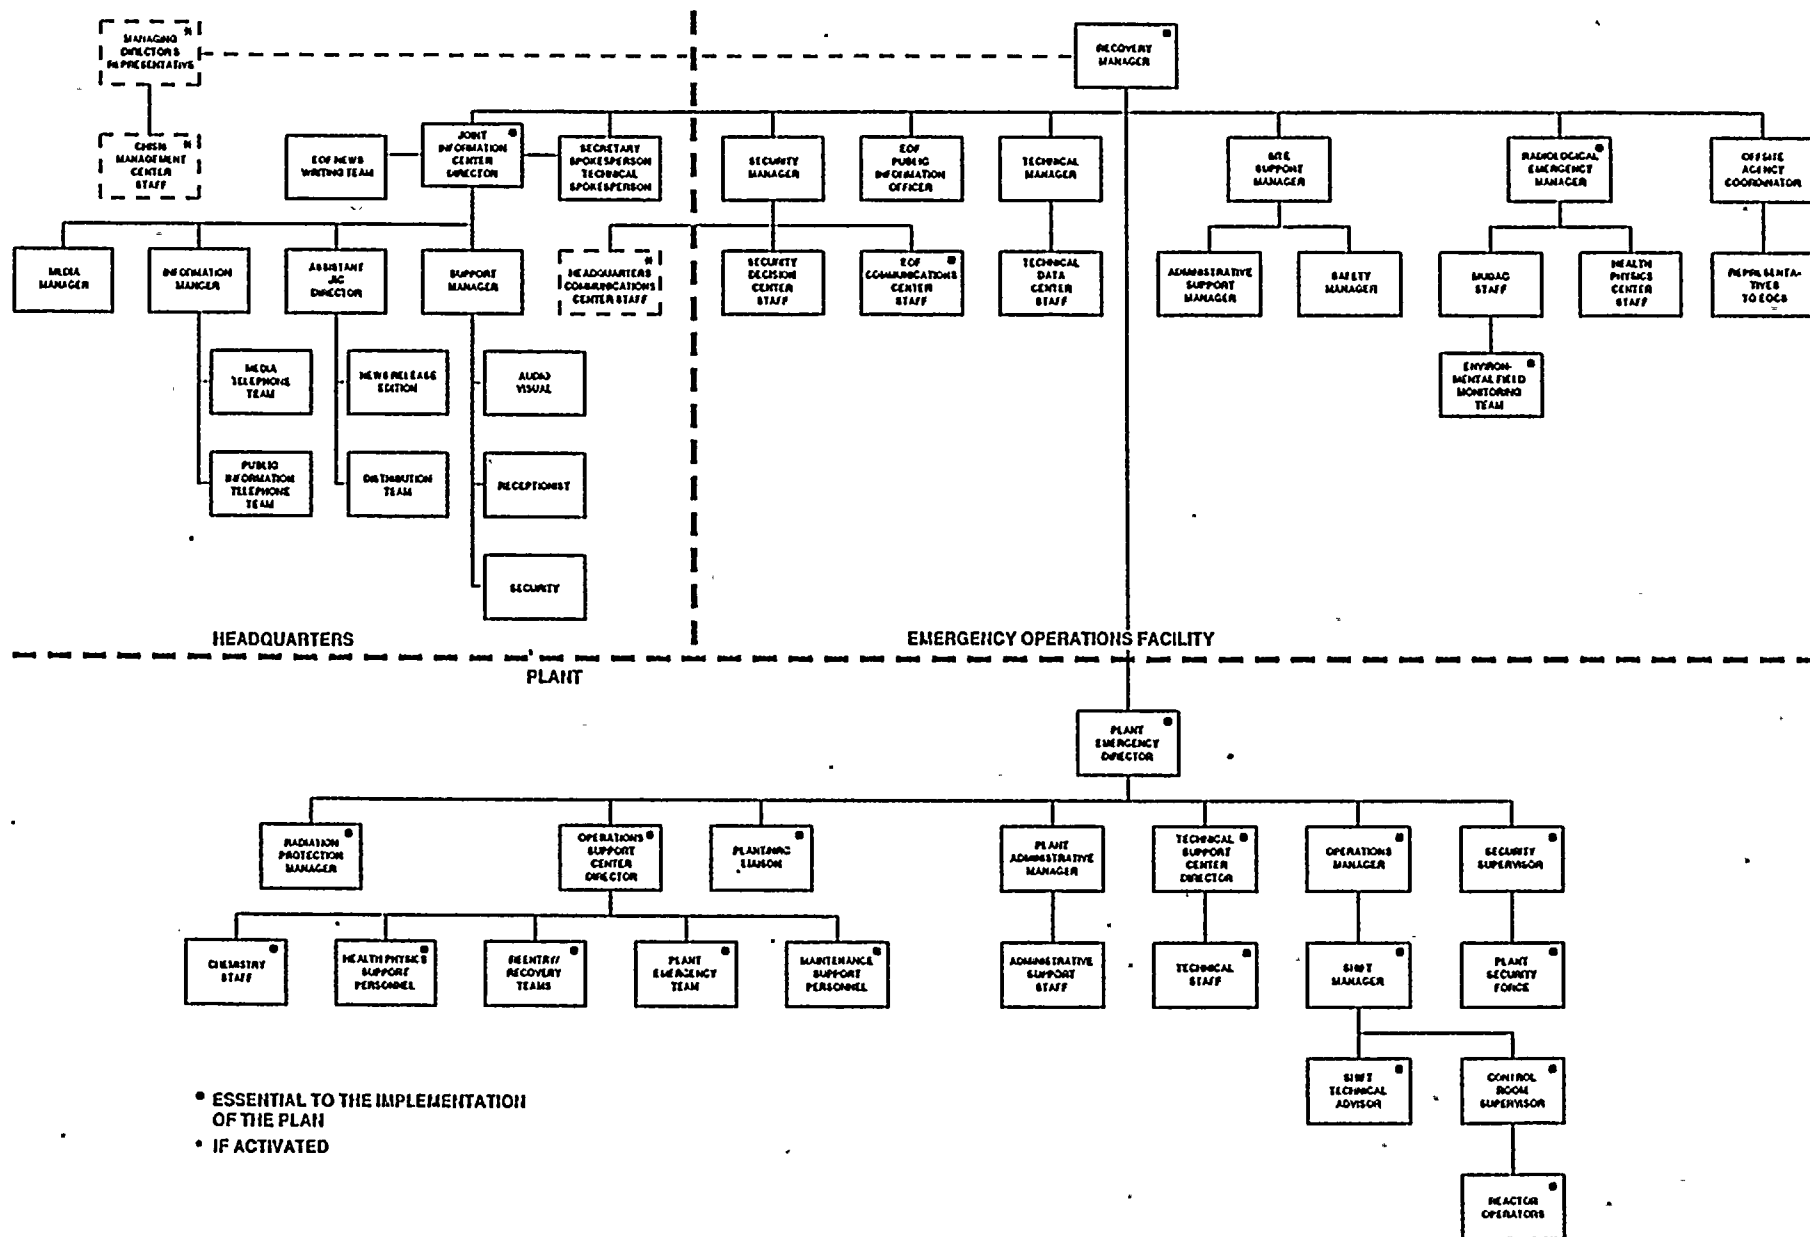 MANAGING
DIRECTORS
REPRESENTATIVE
RECOVERY
MANAGER
CRISIS
MANAGEMENT
CENTER
STAFF
EOF NEWS
WRITING TEAM
JOINT
INFORMATION
CENTER
DIRECTOR
SECRETARY
SPOKESPERSON
TECHNICAL
SPOKESPERSON
SECURITY
MANAGER
EOF
PUBLIC
INFORMATION
OFFICER
TECHNICAL
MANAGER
SITE
SUPPORT
MANAGER
RADIOLOGICAL
EMERGENCY
MANAGER
OFFSITE
AGENCY
COORDINATOR
MEDIA
MANAGER
INFORMATION
MANGER
ASSISTANT
JIC
DIRECTOR
SUPPORT
MANAGER
HEADQUARTERS
COMMUNICATIONS
CENTER STAFF
SECURITY
DECISION
CENTER
STAFF
EOF
COMMUNICATIONS
CENTER
STAFF
TECHNICAL
DATA
CENTER
STAFF
ADMINISTRATIVE
SUPPORT
MANAGER
SAFETY
MANAGER
MUDAC
STAFF
HEALTH
PHYSICS
CENTER
STAFF
REPRESENTA-
TIVES
TO EOCS
MEDIA
TELEPHONE
TEAM
NEWS RELEASE
EDITION
AUDIO
VISUAL
ENVIRON-
MENTAL FIELD
MONITORING
TEAM
PUBLIC
INFORMATION
TELEPHONE
TEAM
DISTRIBUTION
TEAM
RECEPTIONIST
SECURITY
HEADQUARTERS
EMERGENCY OPERATIONS FACILITY
PLANT
PLANT
EMERGENCY
DIRECTOR
RADIATION
PROTECTION
MANAGER
OPERATIONS
SUPPORT
CENTER
DIRECTOR
PLANT/NRC
LIAISON
PLANT
ADMINISTRATIVE
MANAGER
TECHNICAL
SUPPORT
CENTER
DIRECTOR
OPERATIONS
MANAGER
SECURITY
SUPERVISOR
CHEMISTRY
STAFF
HEALTH PHYSICS
SUPPORT
PERSONNEL
REENTRY/
RECOVERY
TEAMS
PLANT
EMERGENCY
TEAM
MAINTENANCE
SUPPORT
PERSONNEL
ADMINISTRATIVE
SUPPORT
STAFF
TECHNICAL
STAFF
SHIFT
MANAGER
PLANT
SECURITY
FORCE
SHIFT
TECHNICAL
ADVISOR
CONTROL
ROOM
SUPERVISOR
REACTOR
OPERATORS
• ESSENTIAL TO THE IMPLEMENTATION
OF THE PLAN
* IF ACTIVATED